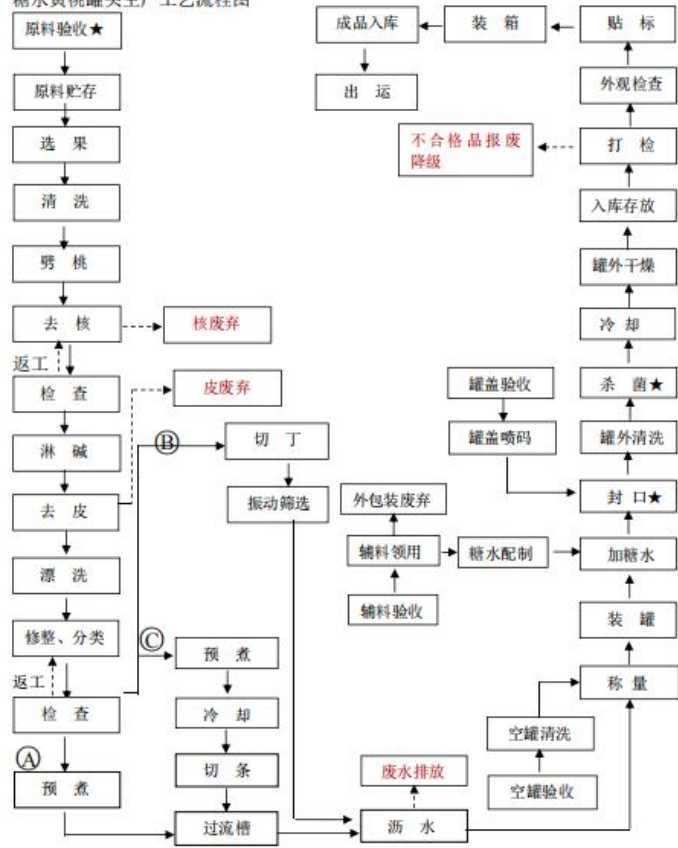 糖水黄桃罐头生产工艺流程图
原料验收★
原料贮存
选 果
清 洗
劈 桃
去 核
核废弃
返工
检 查
皮废弃
淋 碱
去 皮
漂 洗
修整、分类
返工
检 查
Ⓐ
预 煮
Ⓑ
切 丁
振动筛选
Ⓒ
预 煮
冷 却
切 条
过流槽
废水排放
沥 水
外包装废弃
辅料领用
糖水配制
辅料验收
罐盖验收
罐盖喷码
空罐清洗
空罐验收
称 量
装 罐
加糖水
封 口★
罐外清洗
杀 菌★
冷 却
罐外干燥
入库存放
打 检
不合格品报废
降级
外观检查
贴 标
装 箱
成品入库
出 运